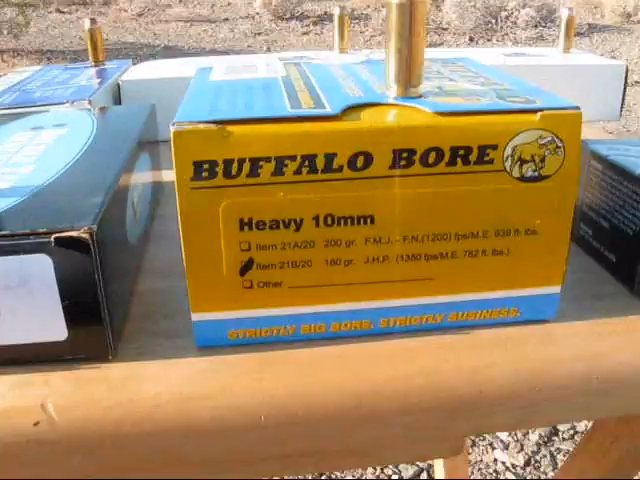 BUFFALO BORE
Heavy 10mm
Item 21A/20 200 gr. F.M.J. - F.N.(1200) fps/M.E. 639 ft. lbs.
Item 21B/20 180 gr. J.H.P. (1350 fps/M.E. 782 ft. lbs.)
Other
STRICTLY BIG BORE. STRICTLY BUSINESS.